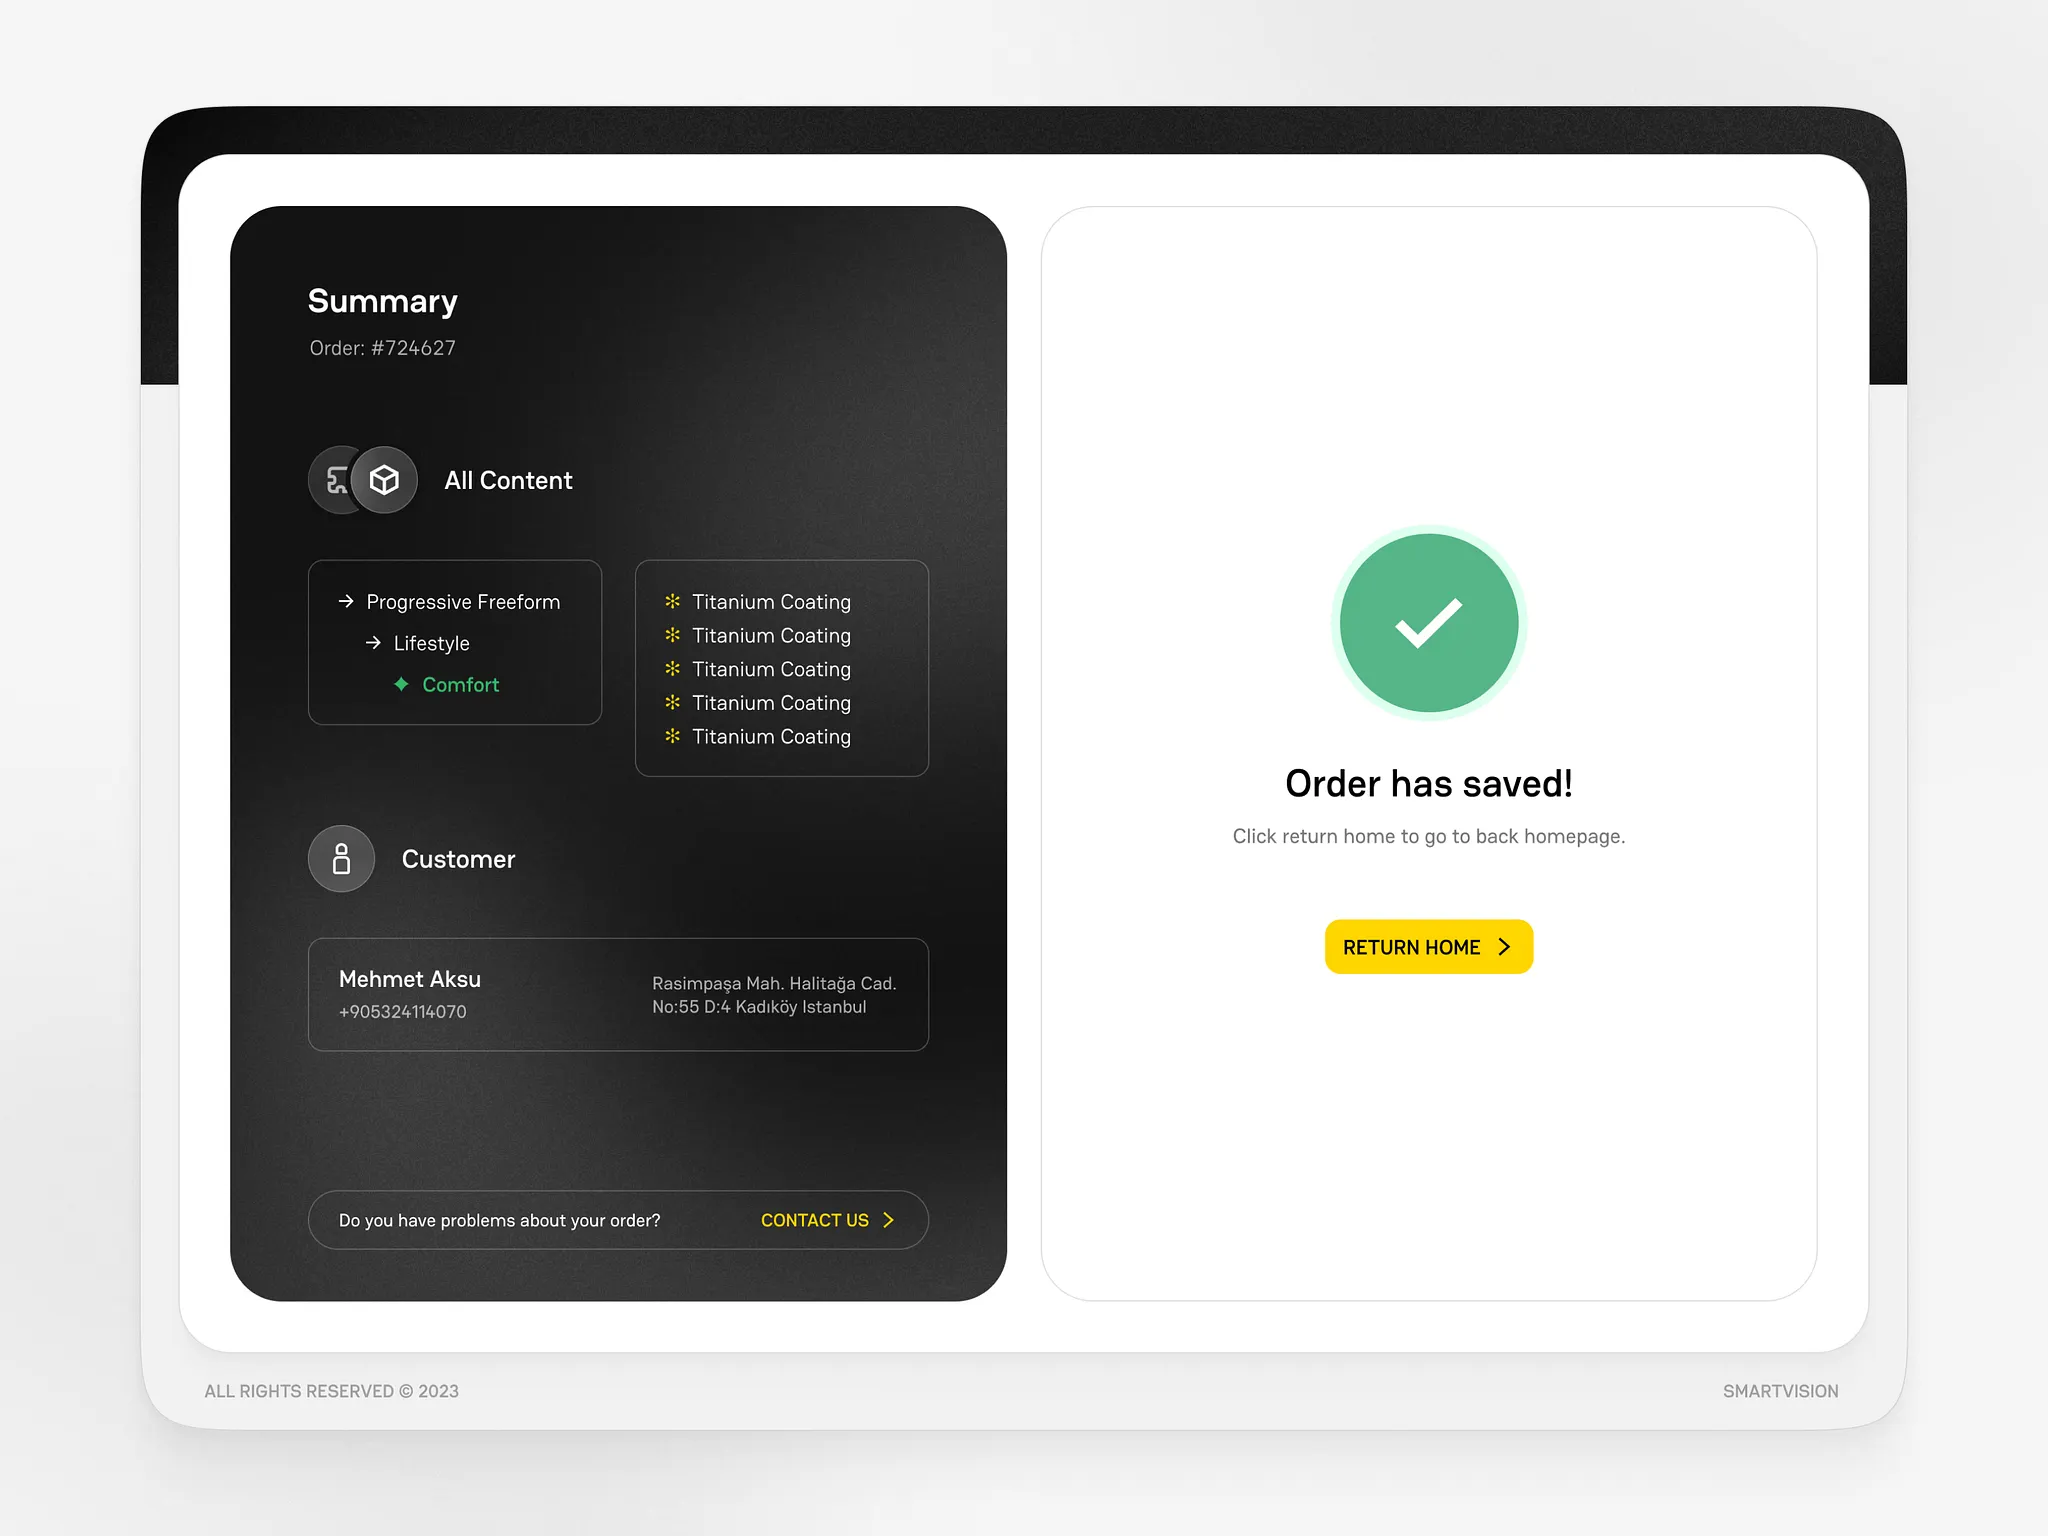 Summary
Order: #724627
All Content
Progressive Freeform
Lifestyle
Comfort
Titanium Coating
Titanium Coating
Titanium Coating
Titanium Coating
Titanium Coating
Customer
Mehmet Aksu
+905324114070
Rasimpaşa Mah. Halitağa Cad.
No:55 D:4 Kadıköy Istanbul
Do you have problems about your order?
CONTACT US
Order has saved!
Click return home to go to back homepage.
RETURN HOME
ALL RIGHTS RESERVED © 2023
SMARTVISION